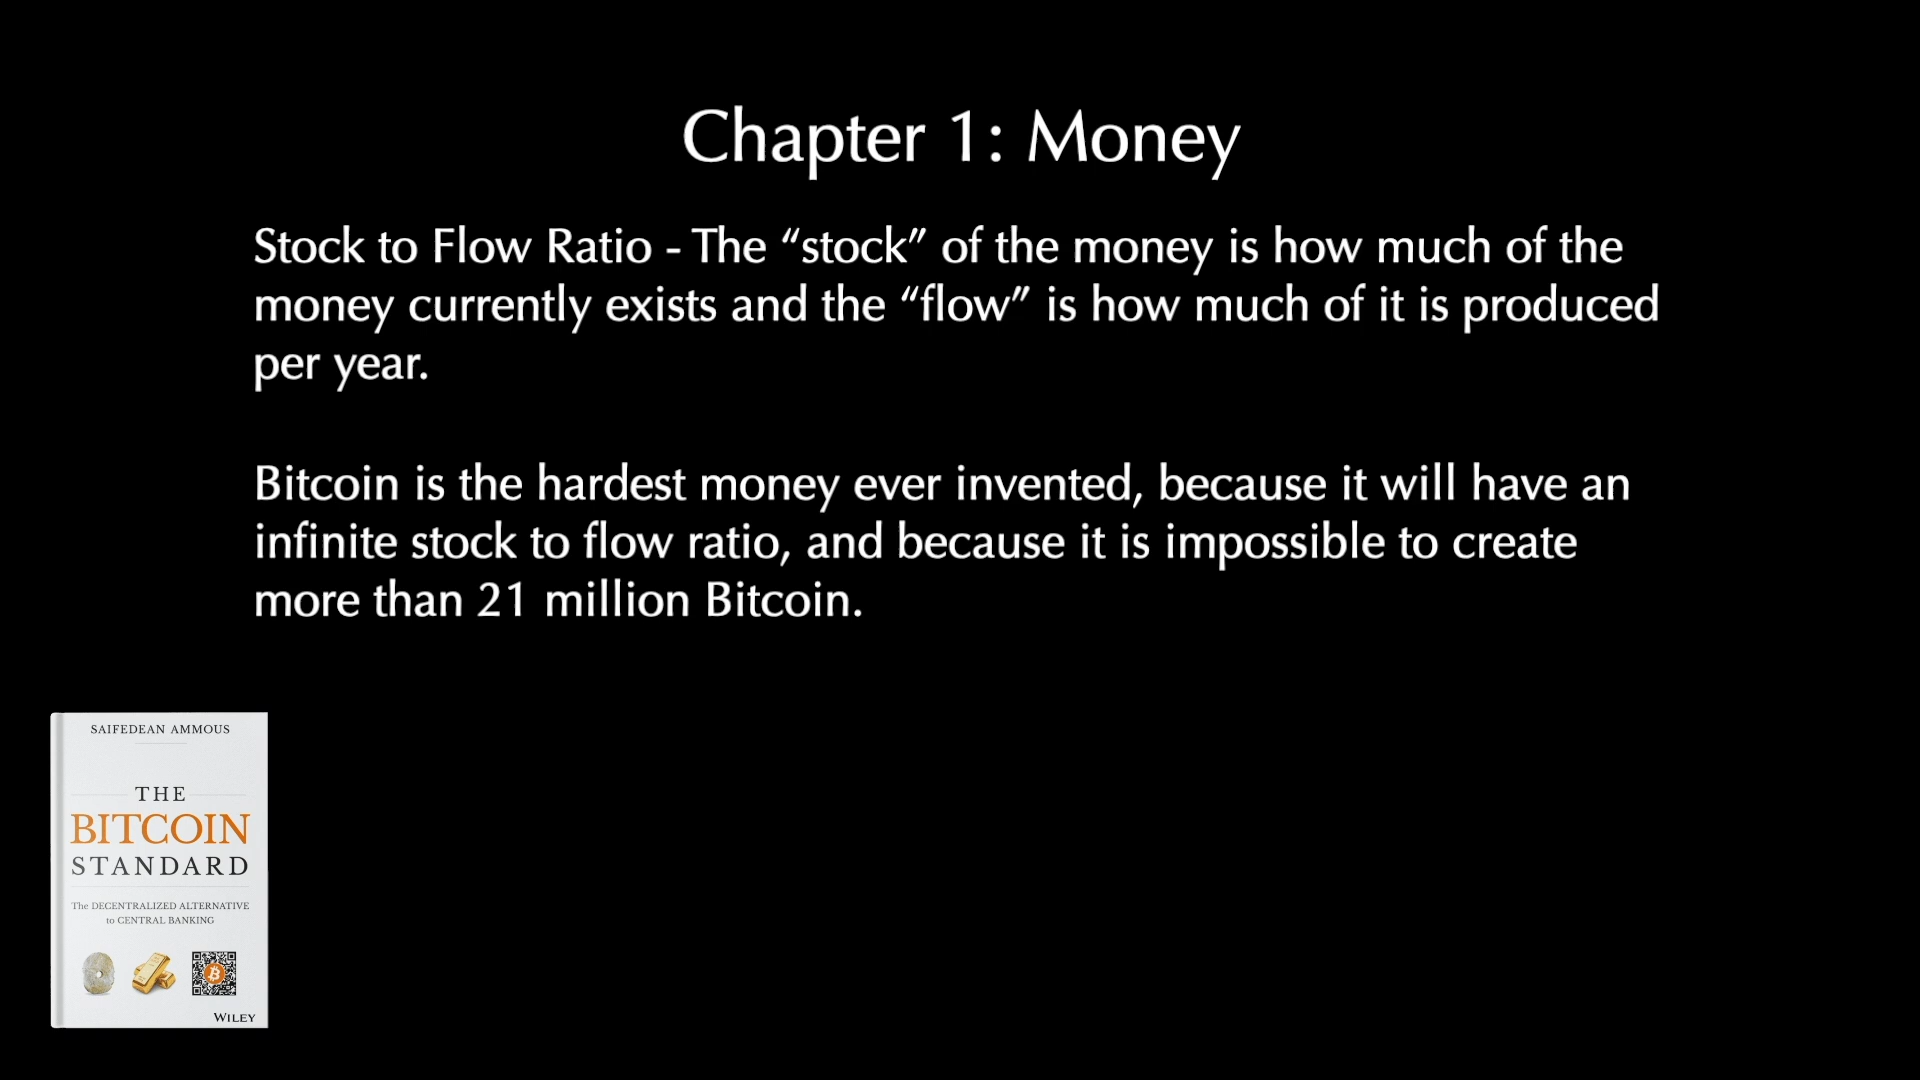 Chapter 1: Money
Stock to Flow Ratio - The “stock” of the money is how much of the
money currently exists and the “flow” is how much of it is produced
per year.
Bitcoin is the hardest money ever invented, because it will have an
infinite stock to flow ratio, and because it is impossible to create
more than 21 million Bitcoin.
SAIFEDEAN AMMOUS
THE
BITCOIN
STANDARD
The DECENTRALIZED ALTERNATIVE
to CENTRAL BANKING
WILEY